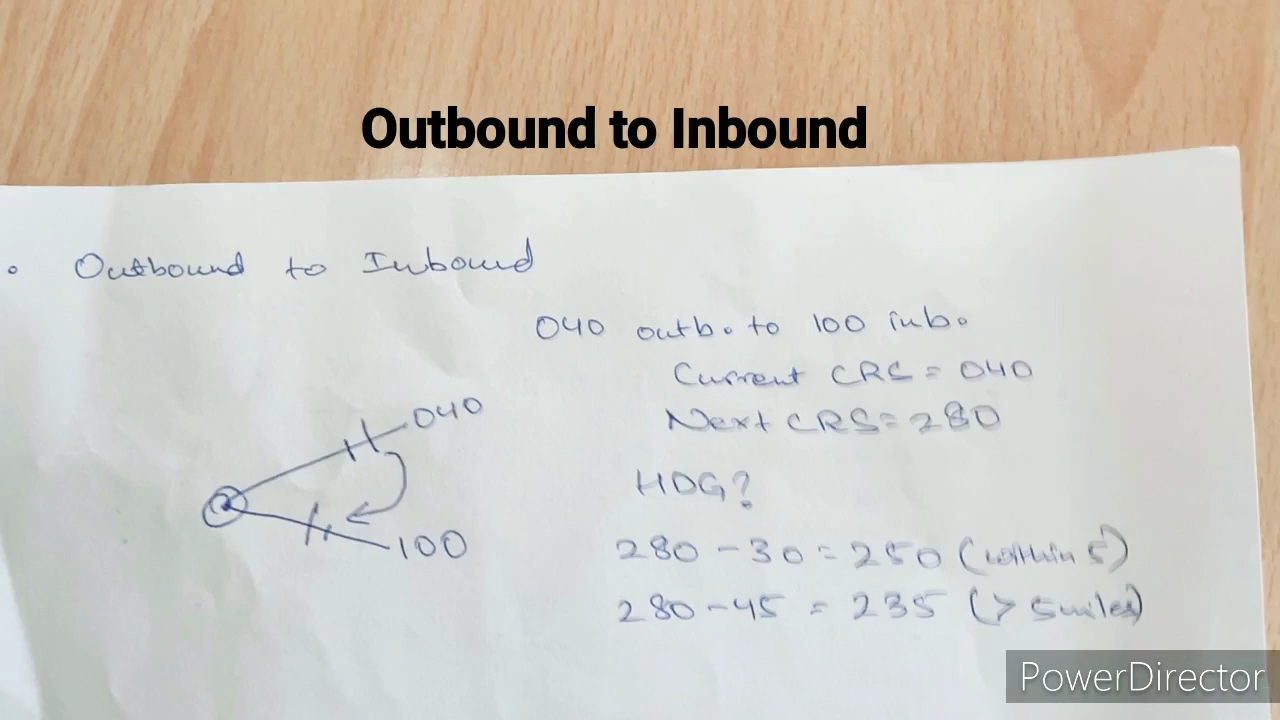 Outbound to Inbound
• Outbound to Inbound
040 outb. to 100 inb.
Current CRS = 040
Next CRS = 280
040
HDG?
100
280 - 30 = 250 (within 5)
280 - 45 = 235 (> 5 miles)
PowerDirector